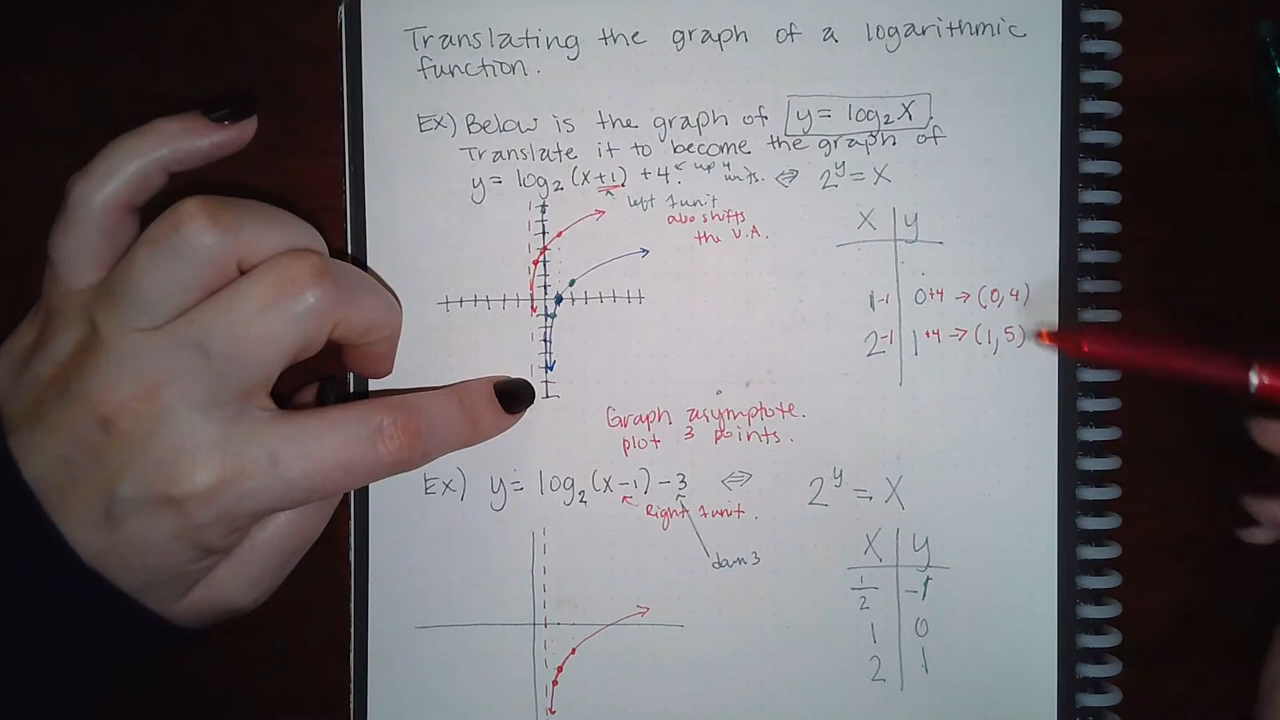 Translating the graph of a logarithmic
function.
Ex) Below is the graph of y = log₂X.
Translate it to become the graph of
y = log₂ (x+1) +4. ↖ up 4 units. ⇔ 2^y = x
left 1 unit
also shifts
the V.A.
X | y
1-1 | 0+4 → (0,4)
2-1 | 1+4 → (1,5)
Graph asymptote.
plot 3 points.
Ex) y = log₂(x-1)-3 ⇔ 2^y = X
Right 1 unit.
down 3
X | y
1/2 | -1
1 | 0
2 | 1